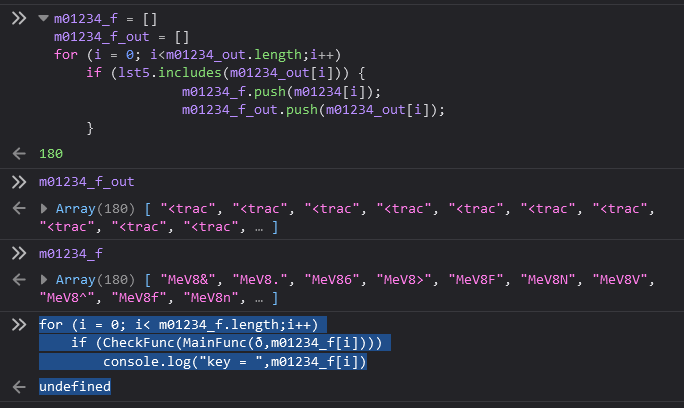 m01234_f = []
m01234_f_out = []
for (i = 0; i<m01234_out.length;i++)
if (lst5.includes(m01234_out[i])) {
m01234_f.push(m01234[i]);
m01234_f_out.push(m01234_out[i]);
}
180
m01234_f_out
Array(180) [ "<trac", "<trac", "<trac", "<trac", "<trac", "<trac", "<trac",
"<trac", "<trac", "<trac", … ]
m01234_f
Array(180) [ "MeV8&", "MeV8.", "MeV86", "MeV8>", "MeV8F", "MeV8N", "MeV8V",
"MeV8^", "MeV8f", "MeV8n", … ]
for (i = 0; i< m01234_f.length;i++)
if (CheckFunc(MainFunc(ð,m01234_f[i])))
console.log("key = ",m01234_f[i])
undefined